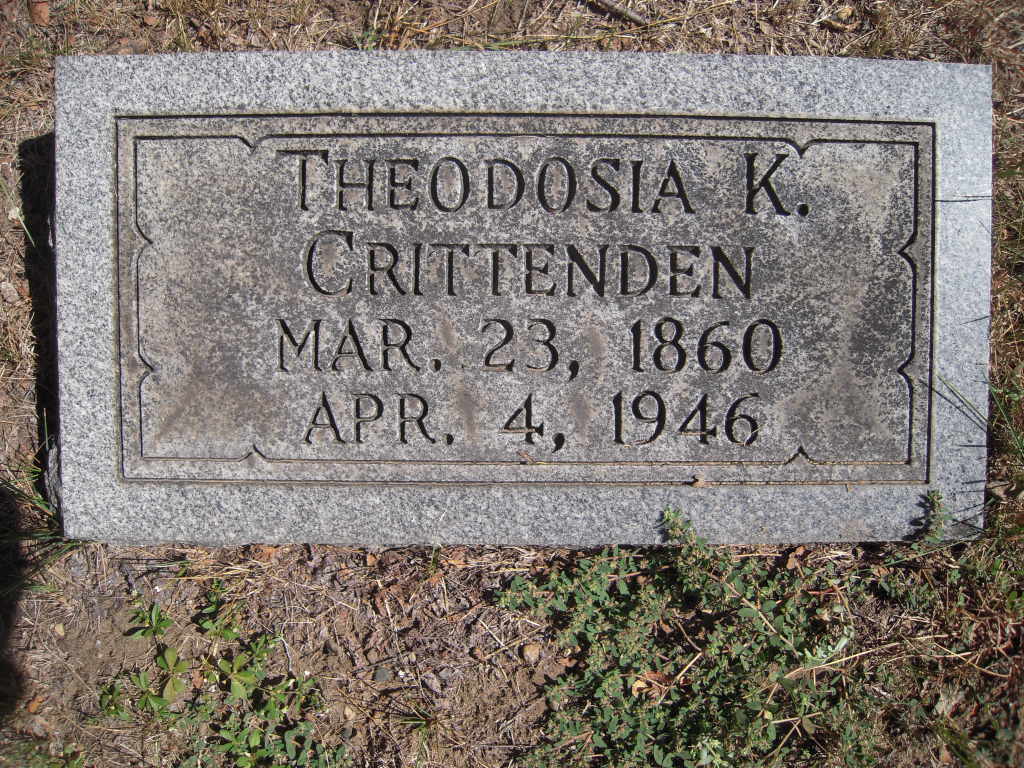 THEODOSIA K.
CRITTENDEN
MAR. 23, 1860
APR. 4, 1946